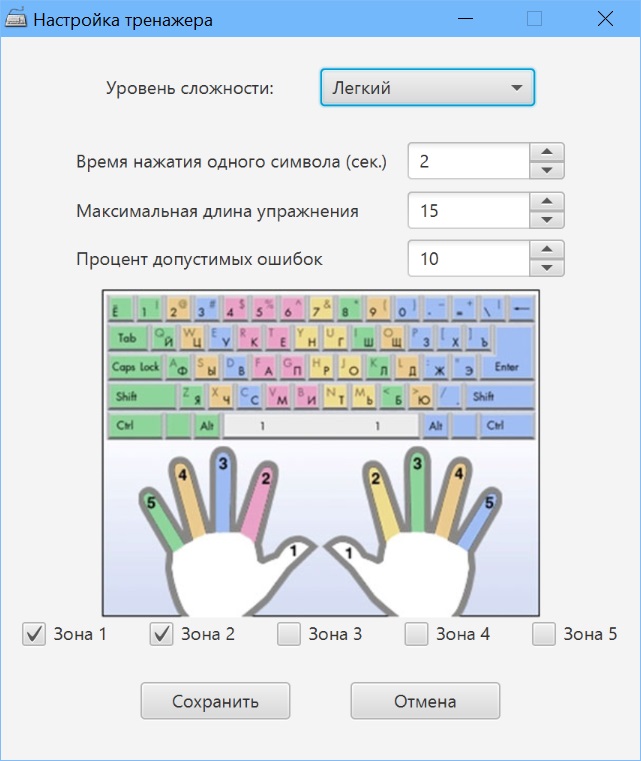 Настройка тренажера
Уровень сложности: Легкий
Время нажатия одного символа (сек.) 2
Максимальная длина упражнения 15
Процент допустимых ошибок 10
Ё 1 ! 2 @ 3 # 4 $ 5 % 6 ^ 7 & 8 * 9 ( 0 ) - = + \ | ←
Tab Q Й W Ц E У R К T Е Y Н U Г I Ш O Щ P З [ Х ] Ъ
Caps Lock A Ф S Ы D В F А G П H Р J О K Л L Д ; Ж " Э Enter
Shift Z Я X Ч C С V М B И N Т M Ь < Б > Ю / . Shift
Ctrl Alt 1 1 Alt Ctrl
5 4 3 2 1 1 2 3 4 5
Зона 1 Зона 2 Зона 3 Зона 4 Зона 5
Сохранить Отмена